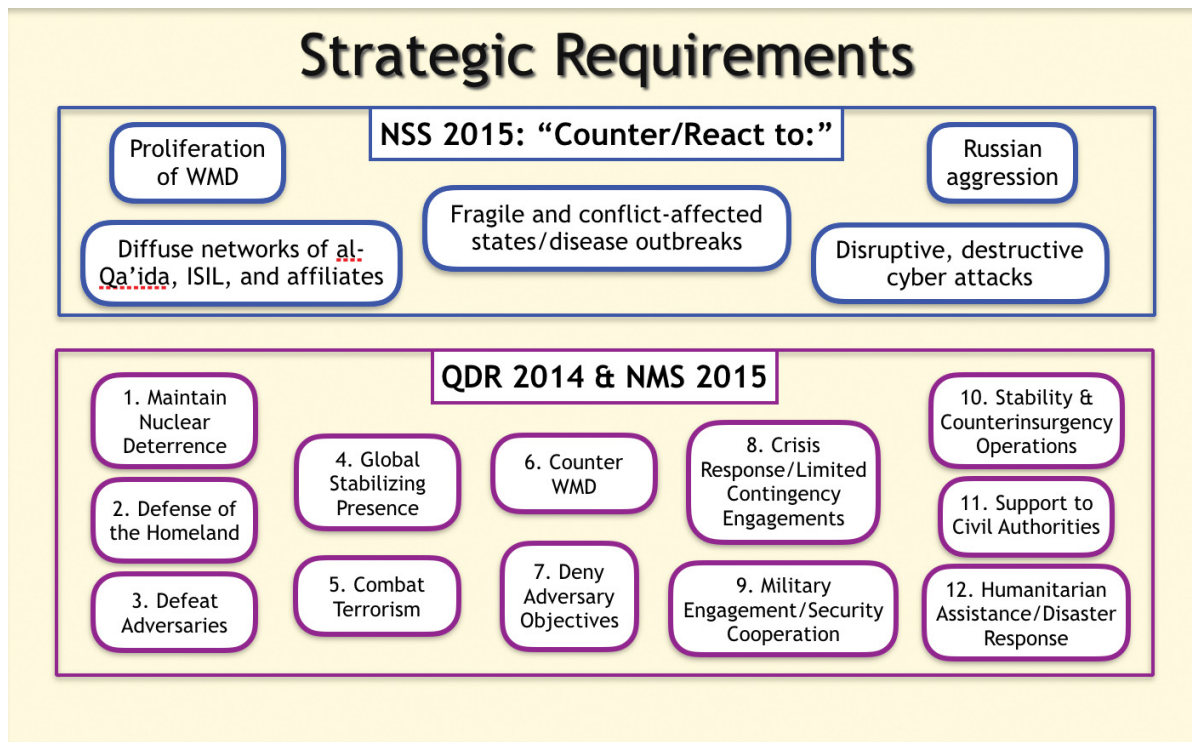 Strategic Requirements
NSS 2015: “Counter/React to:”
Proliferation
of WMD
Diffuse networks of al-
Qa’ida, ISIL, and affiliates
Fragile and conflict-affected
states/disease outbreaks
Russian
aggression
Disruptive, destructive
cyber attacks
QDR 2014 & NMS 2015
1. Maintain
Nuclear
Deterrence
2. Defense of
the Homeland
3. Defeat
Adversaries
4. Global
Stabilizing
Presence
5. Combat
Terrorism
6. Counter
WMD
7. Deny
Adversary
Objectives
8. Crisis
Response/Limited
Contingency
Engagements
9. Military
Engagement/Security
Cooperation
10. Stability &
Counterinsurgency
Operations
11. Support to
Civil Authorities
12. Humanitarian
Assistance/Disaster
Response